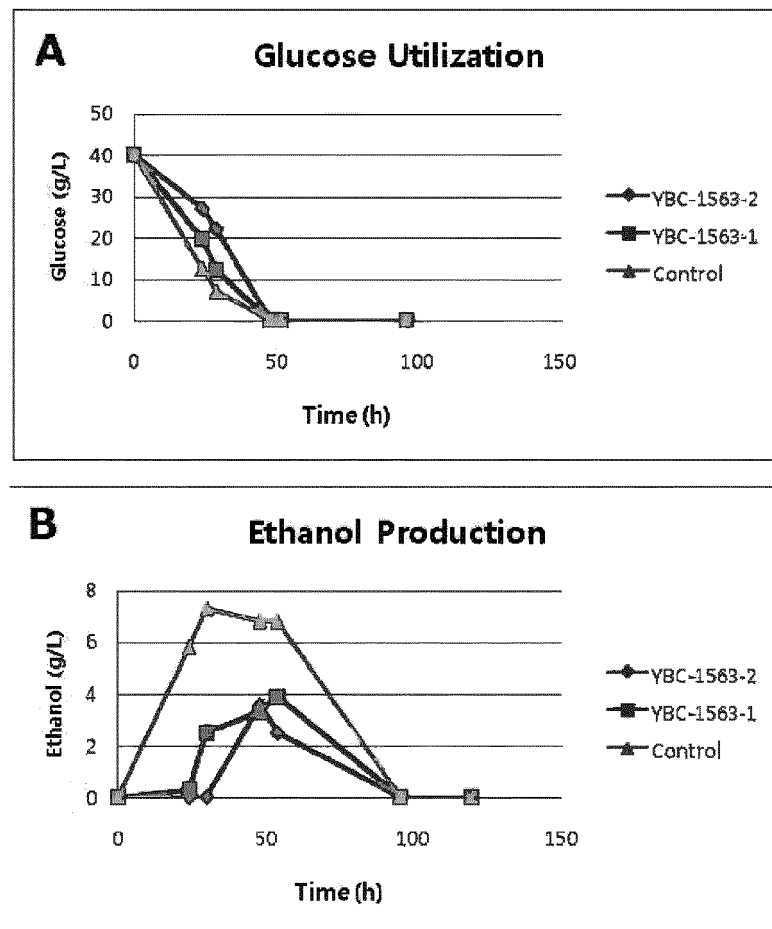 A
Glucose Utilization
50
40
30
20
10
0
Glucose (g/L)
0 50 100 150
Time (h)
YBC-1563-2
YBC-1563-1
Control
B
Ethanol Production
8
6
4
2
0
Ethanol (g/L)
0 50 100 150
Time (h)
YBC-1563-2
YBC-1563-1
Control